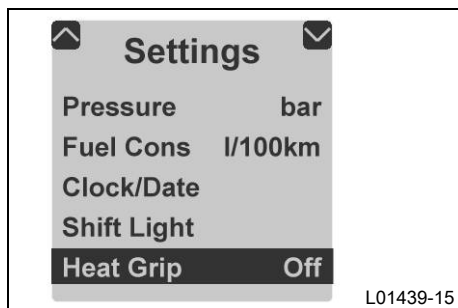 Settings
Pressure bar
Fuel Cons l/100km
Clock/Date
Shift Light
Heat Grip Off
L01439-15